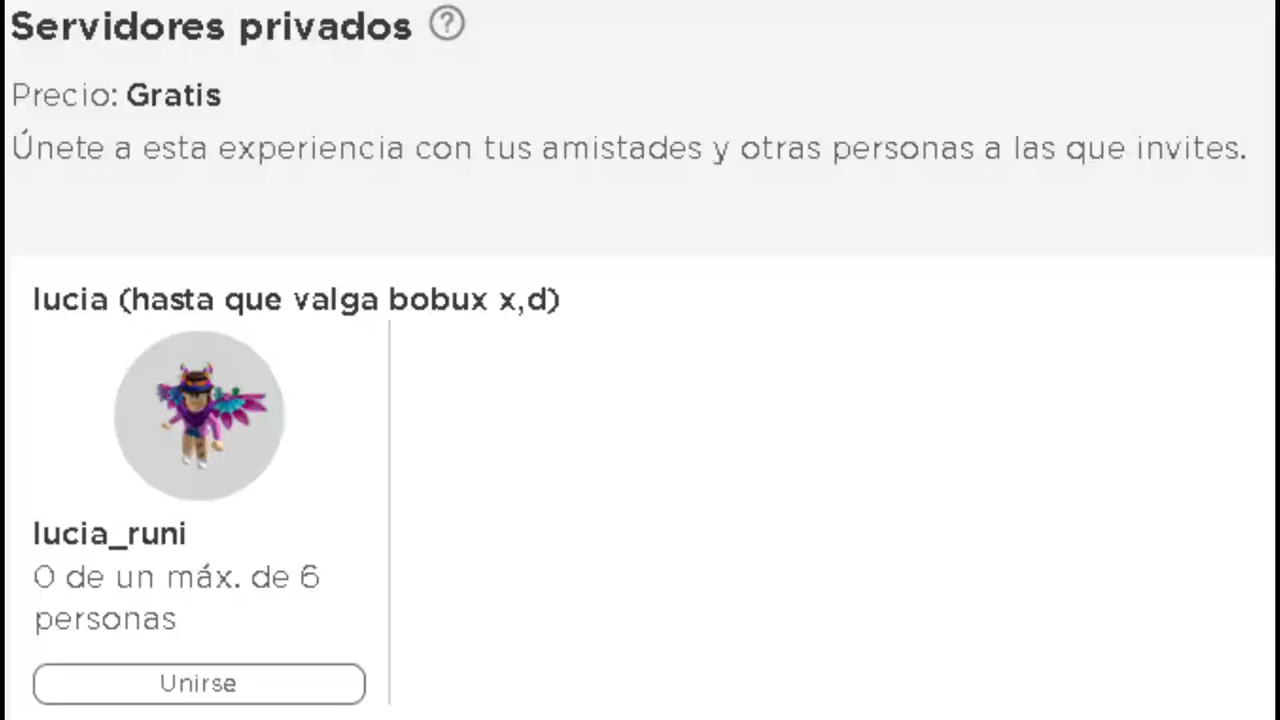 Servidores privados ?
Precio: Gratis
Únete a esta experiencia con tus amistades y otras personas a las que invites.
lucia (hasta que valga bobux x,d)
lucia_runi
0 de un máx. de 6
personas
Unirse